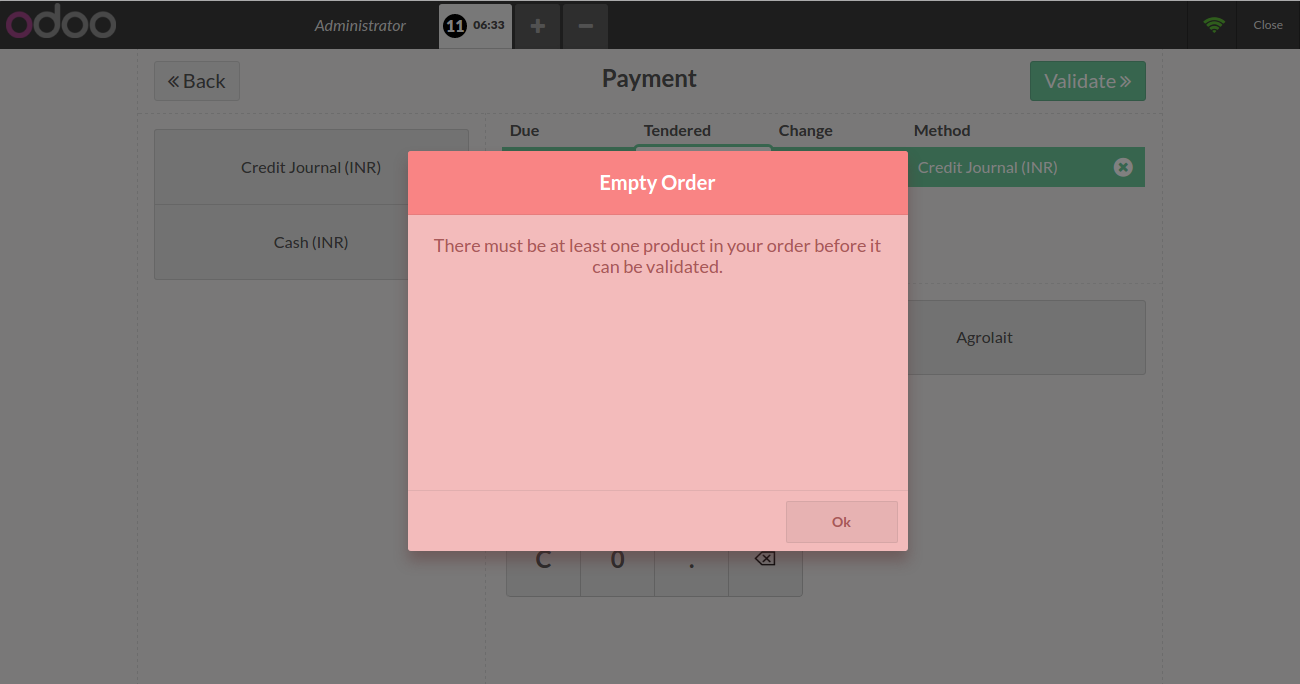 odoo
Administrator
11 06:33
Close
Back
Payment
Validate
Due Tendered Change Method
Credit Journal (INR)
Credit Journal (INR)
Empty Order
Cash (INR)
There must be at least one product in your order before it
can be validated.
Agrolait
Ok
C 0 .